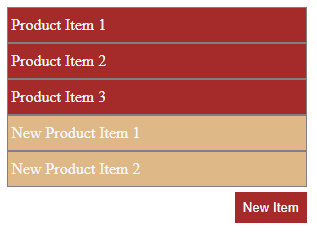 Product Item 1
Product Item 2
Product Item 3
New Product Item 1
New Product Item 2
New Item